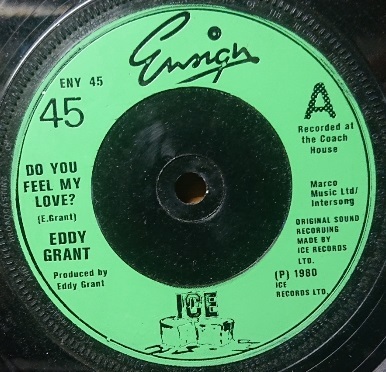 Ensign
ENY 45
45
A
Recorded at
the Coach
House
DO YOU
FEEL MY
LOVE?
(E.Grant)
EDDY
GRANT
Produced by
Eddy Grant
Marco
Music Ltd/
Intersong
ORIGINAL SOUND
RECORDING
MADE BY
ICE RECORDS
LTD.
(P) 1980
ICE
RECORDS LTD.
ICE